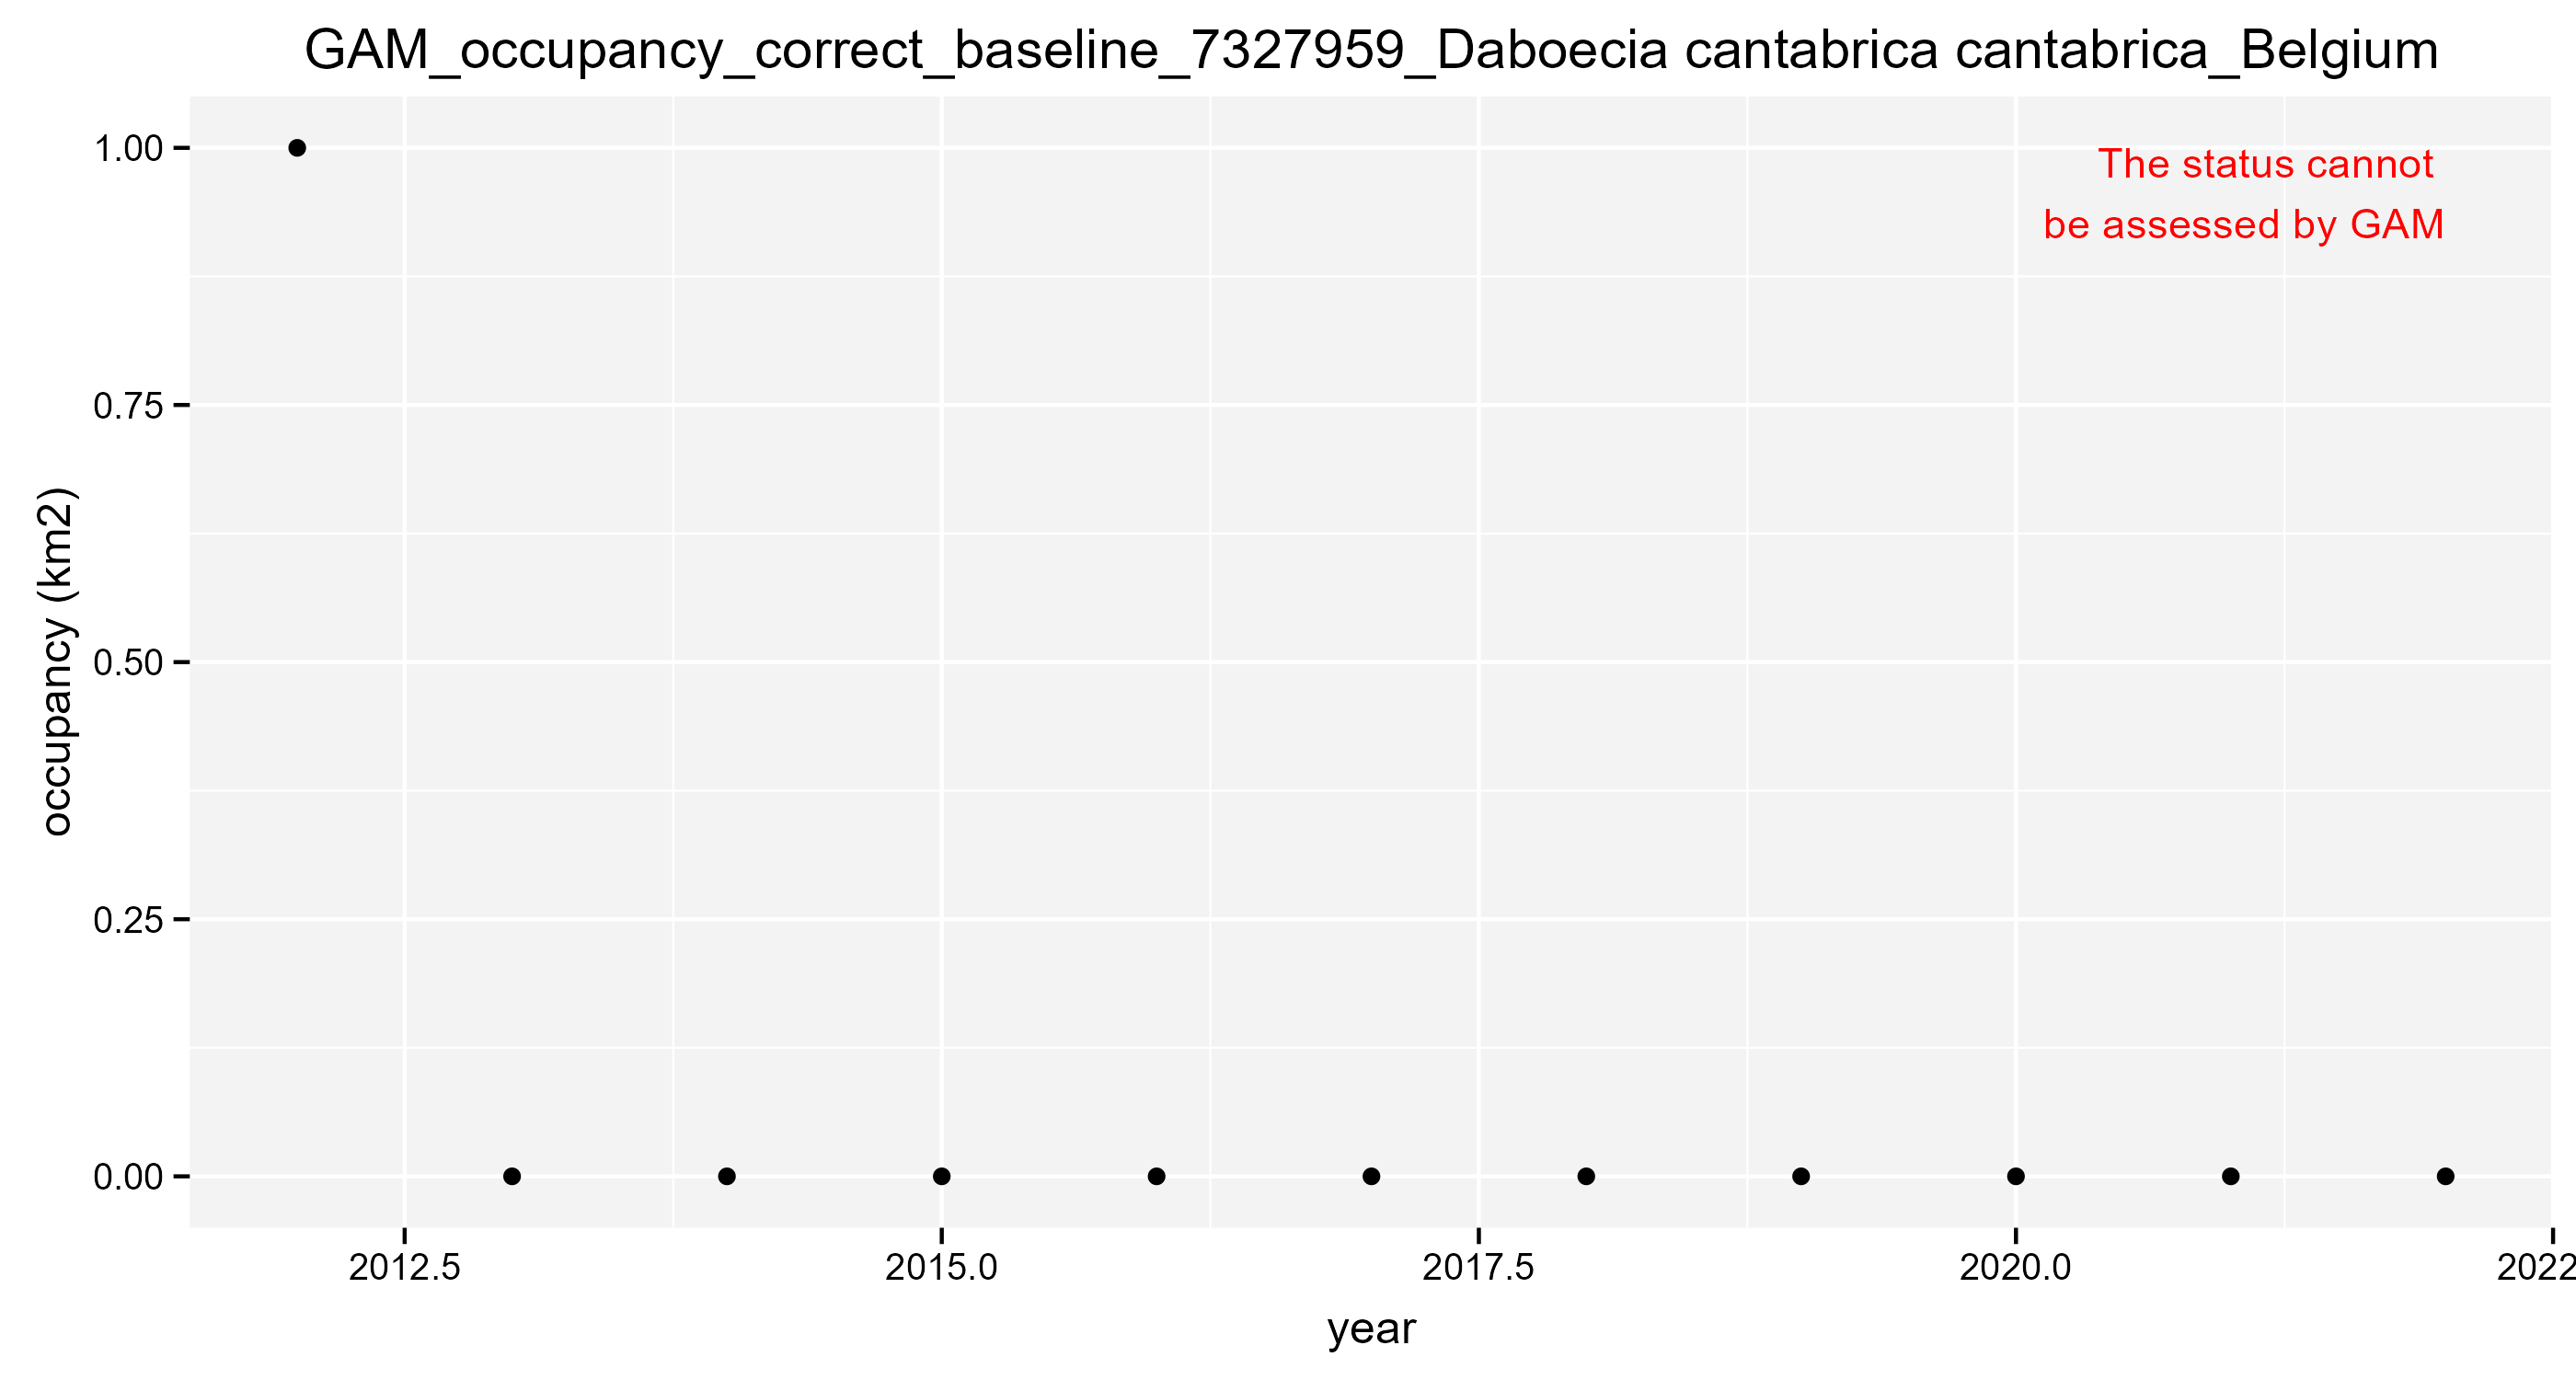 GAM_occupancy_correct_baseline_7327959_Daboecia cantabrica cantabrica_Belgium
The status cannot
be assessed by GAM
occupancy (km2)
1.00
0.75
0.50
0.25
0.00
2012.5 2015.0 2017.5 2020.0 2022
year